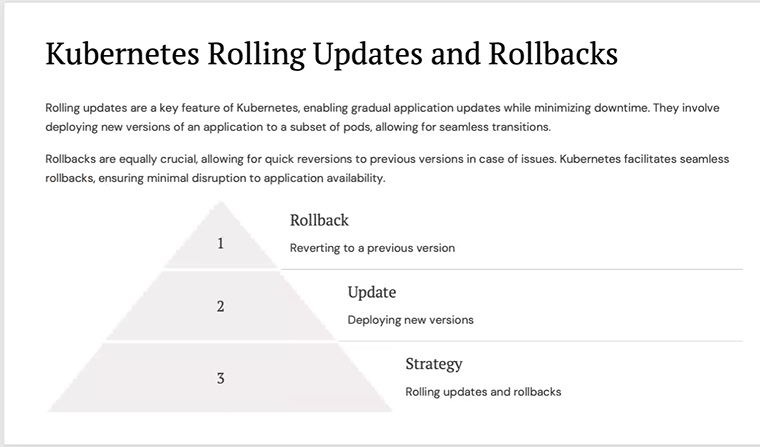 Kubernetes Rolling Updates and Rollbacks
Rolling updates are a key feature of Kubernetes, enabling gradual application updates while minimizing downtime. They involve
deploying new versions of an application to a subset of pods, allowing for seamless transitions.
Rollbacks are equally crucial, allowing for quick reversions to previous versions in case of issues. Kubernetes facilitates seamless
rollbacks, ensuring minimal disruption to application availability.
1
Rollback
Reverting to a previous version
2
Update
Deploying new versions
3
Strategy
Rolling updates and rollbacks